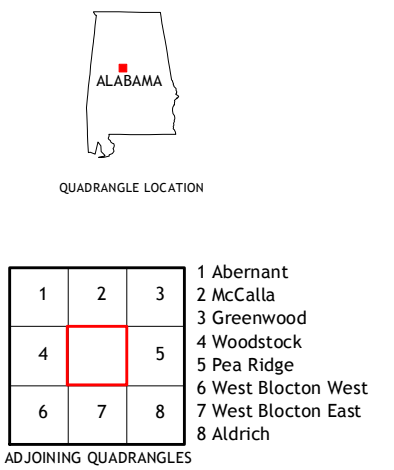 ALABAMA
QUADRANGLE LOCATION
1 2 3
4 5
6 7 8
1 Abernant
2 McCalla
3 Greenwood
4 Woodstock
5 Pea Ridge
6 West Blocton West
7 West Blocton East
8 Aldrich
ADJOINING QUADRANGLES